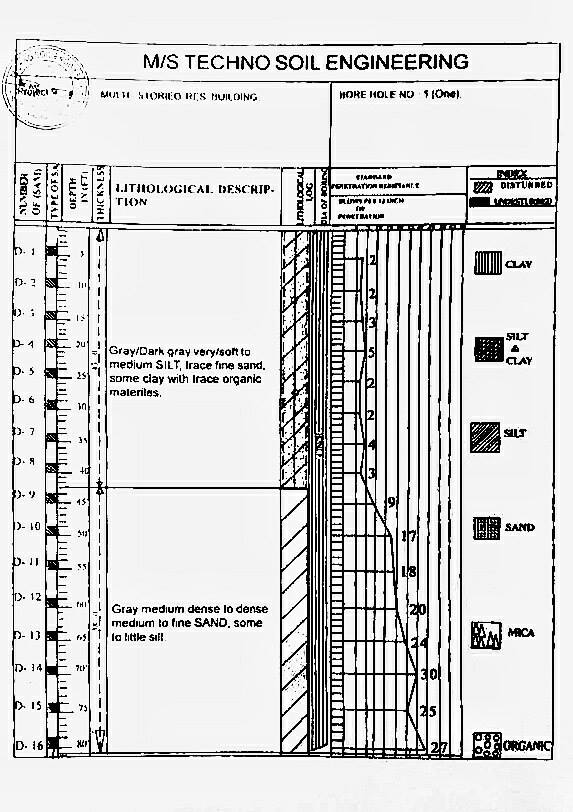 M/S TECHNO SOIL ENGINEERING
Project
MULTI STORIED RES. BUILDING
BORE HOLE NO - 1 (One).
NUMBER OF (SAM)
TYPE OF SA
DEPTH IN (FT)
THICKNESS
LITHOLOGICAL DESCRIP-
TION
LITHOLOGICAL LOG
DIA OF BORING
STANDARD
PENETRATION RESISTANCE
BLOWS PER 12 INCH
OF
PENETRATION
INDEX
DISTURBED
UNDISTURBED
D- 1 5 2
D- 2 10 2
D- 3 15 3
D- 4 20 5
D- 5 25 2
D- 6 30 2
D- 7 35 4
D- 8 40 3
Gray/Dark gray very/soft to
medium SILT, trace fine sand,
some clay with trace organic
materiles.
D- 9 45 9
D- 10 50 17
D- 11 55 18
D- 12 60 20
D- 13 65 24
D- 14 70 30
D- 15 75 25
D- 16 80 27
Gray medium dense to dense
medium to fine SAND, some
to little sill
CLAY
SILT
&
CLAY
SILT
SAND
MICA
ORGANIC